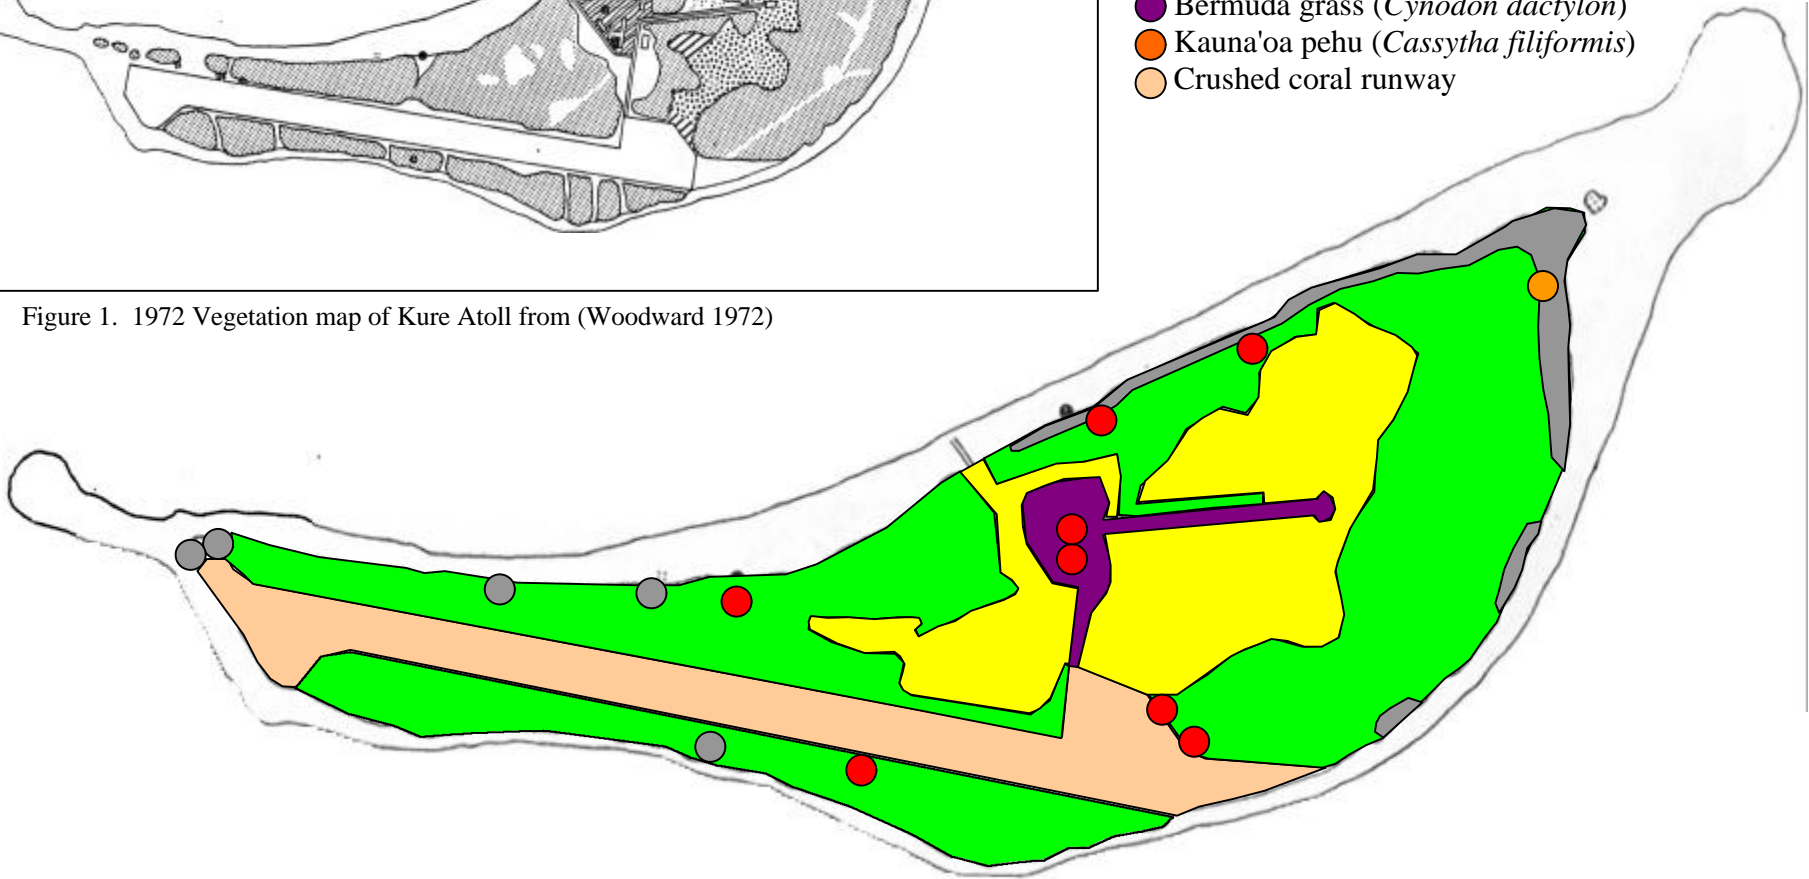 Bermuda grass (Cynodon dactylon)
Kauna'oa pehu (Cassytha filiformis)
Crushed coral runway
Figure 1.  1972 Vegetation map of Kure Atoll from (Woodward 1972)